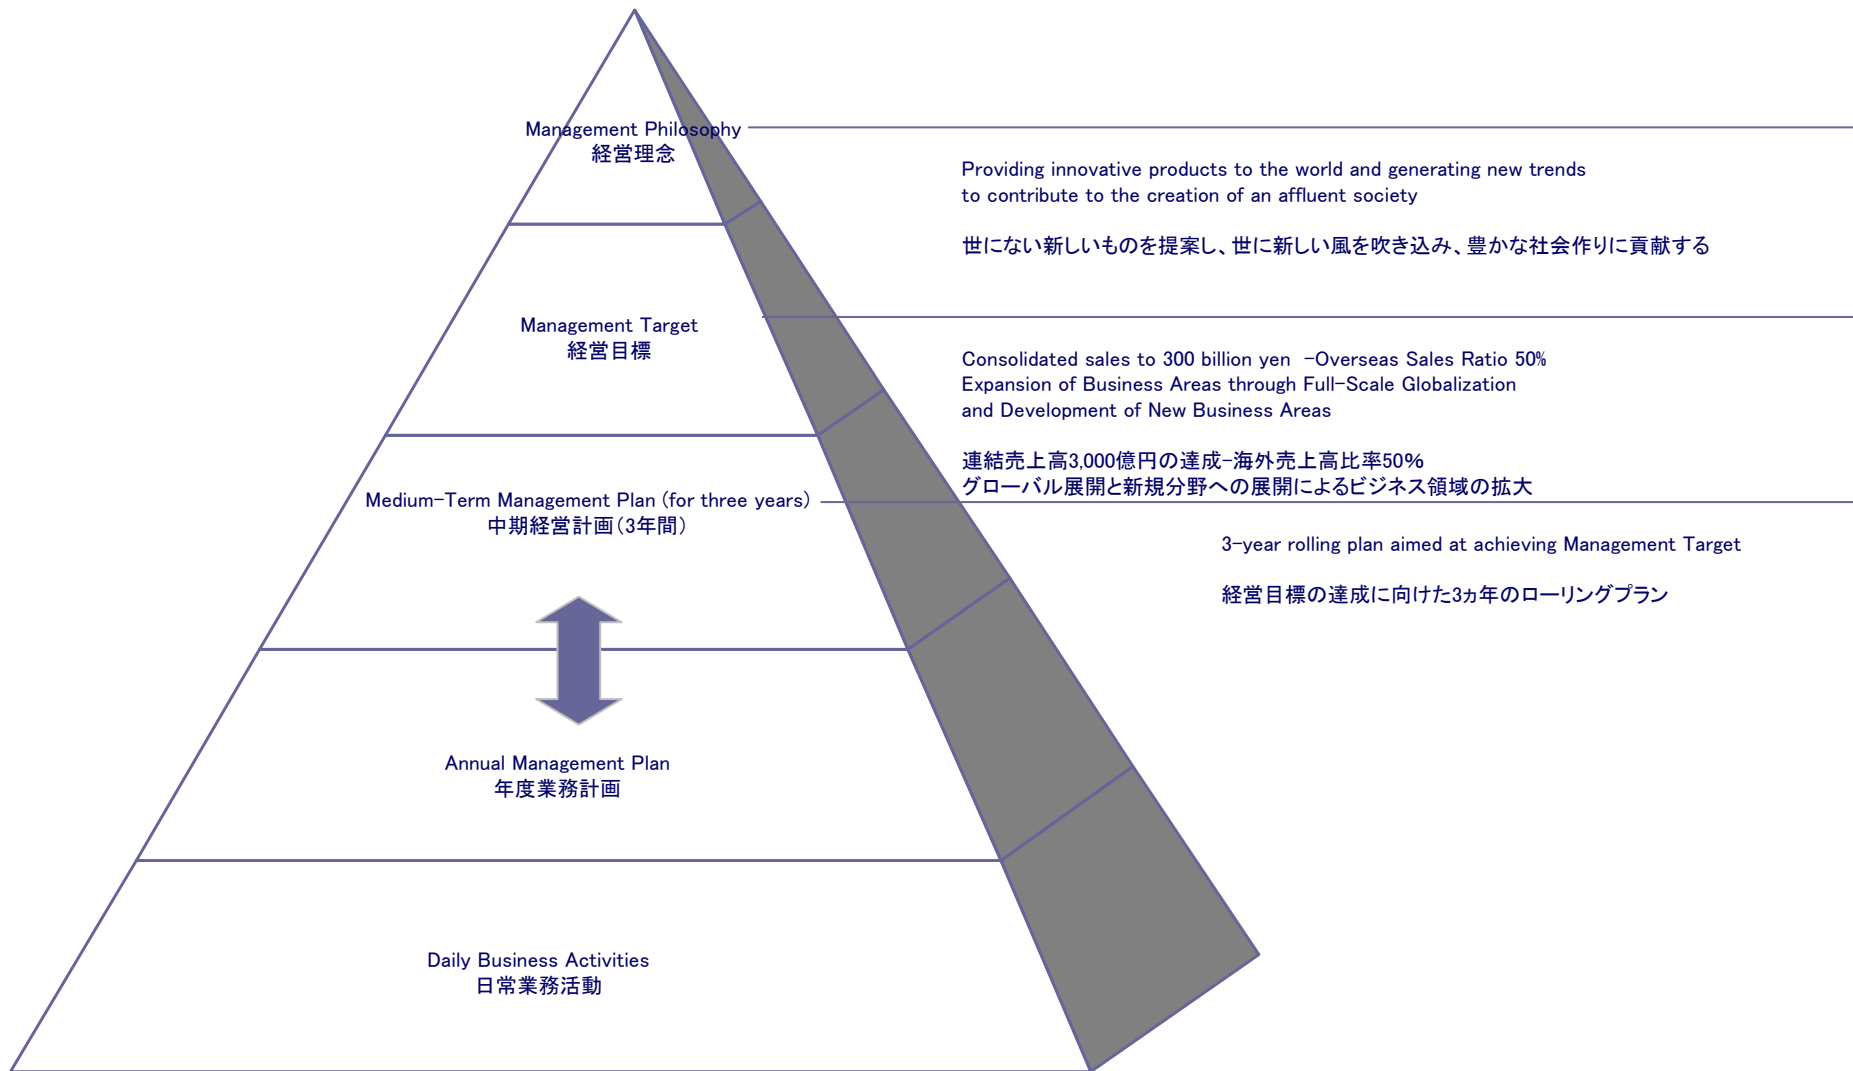 Management Philosophy
経営理念
Providing innovative products to the world and generating new trends
to contribute to the creation of an affluent society
世にない新しいものを提案し、世に新しい風を吹き込み、豊かな社会作りに貢献する
Management Target
経営目標
Consolidated sales to 300 billion yen -Overseas Sales Ratio 50%
Expansion of Business Areas through Full-Scale Globalization
and Development of New Business Areas
連結売上高3,000億円の達成-海外売上高比率50%
グローバル展開と新規分野への展開によるビジネス領域の拡大
Medium-Term Management Plan (for three years)
中期経営計画(3年間)
3-year rolling plan aimed at achieving Management Target
経営目標の達成に向けた3ヵ年のローリングプラン
Annual Management Plan
年度業務計画
Daily Business Activities
日常業務活動